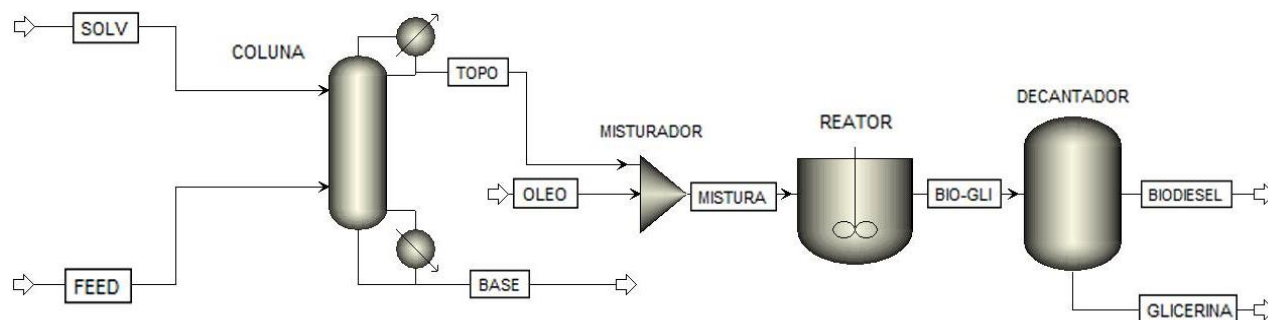 SOLV
COLUNA
TOPO
MISTURADOR
REATOR
DECANTADOR
OLEO
MISTURA
BIO-GLI
BIODIESEL
FEED
BASE
GLICERINA